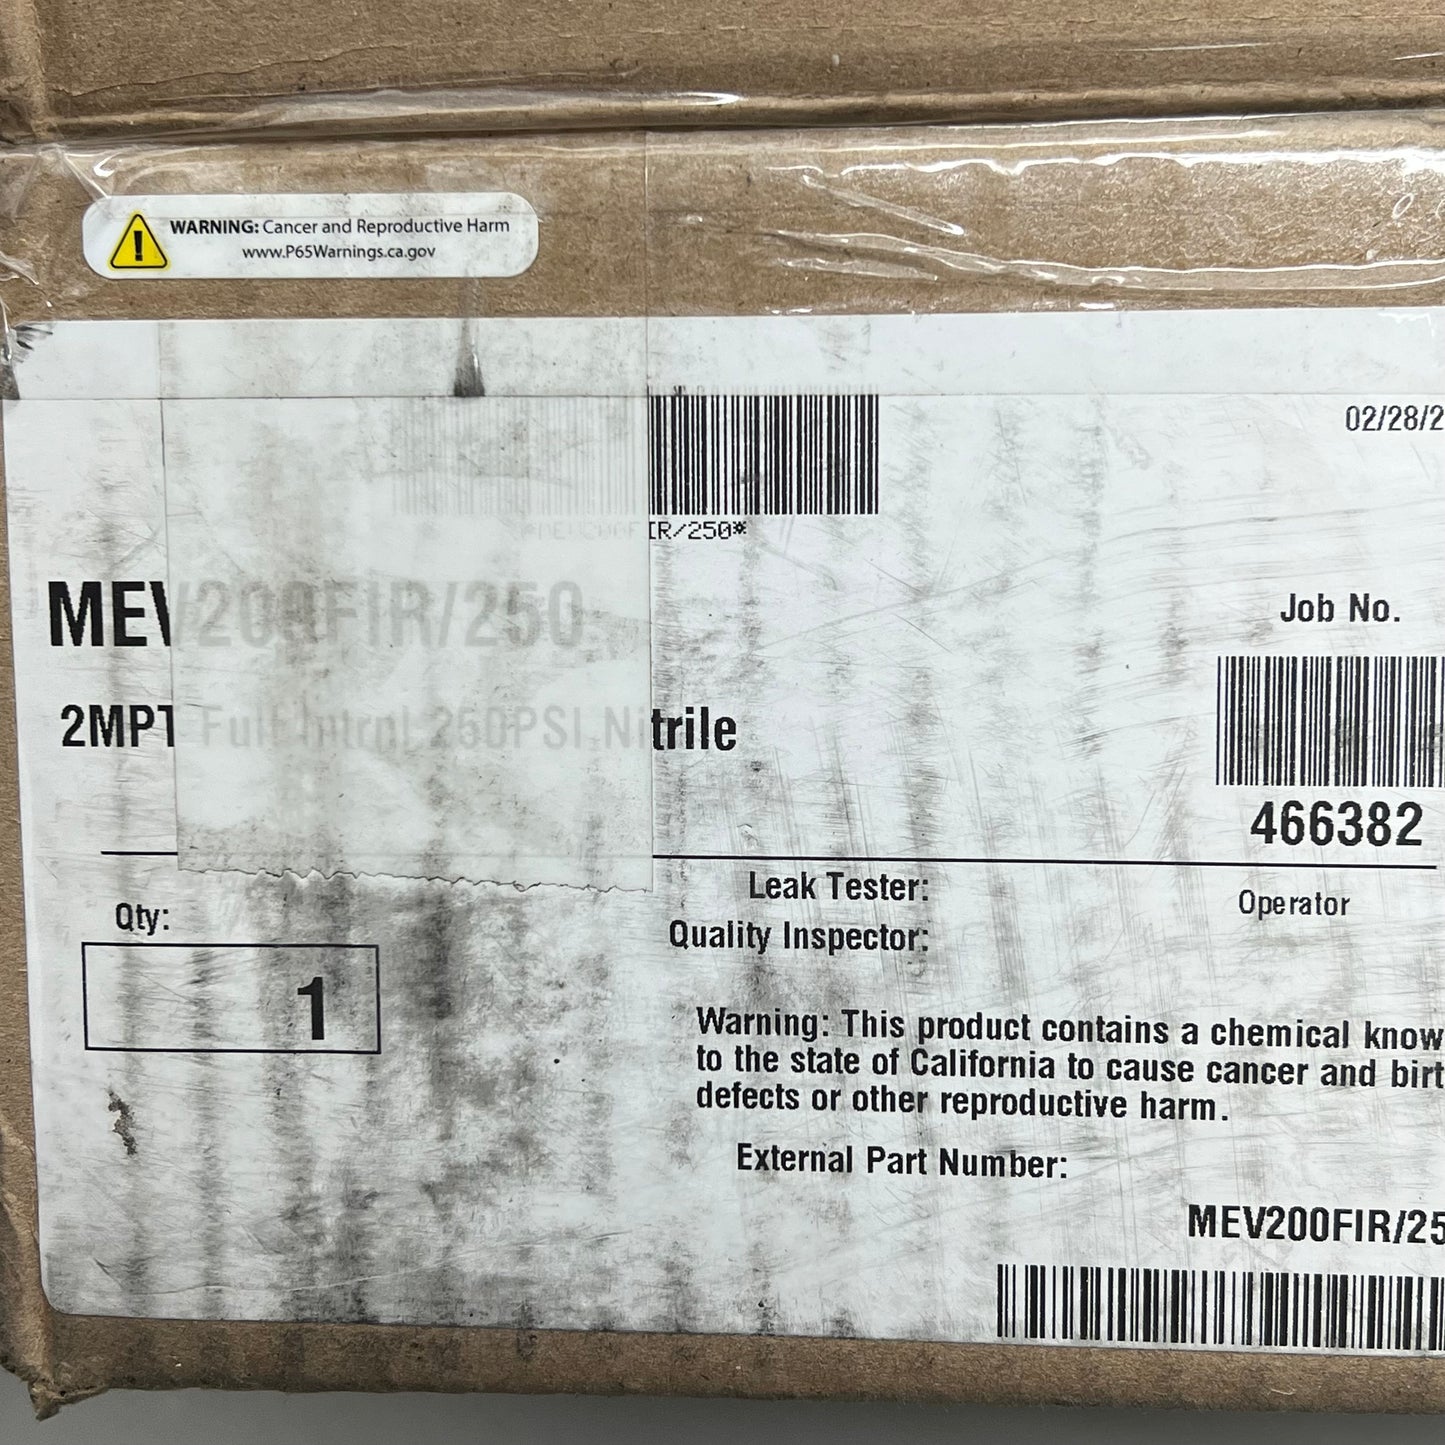 WARNING: Cancer and Reproductive Harm
www.P65Warnings.ca.gov
02/28/2
IR/250*
MEV200FIR/250
2MPT Full Intrnl 250PSI Nitrile
Job No.
466382
Leak Tester:
Operator
Qty:
Quality Inspector:
1
Warning: This product contains a chemical know
to the state of California to cause cancer and birt
defects or other reproductive harm.
External Part Number:
MEV200FIR/25